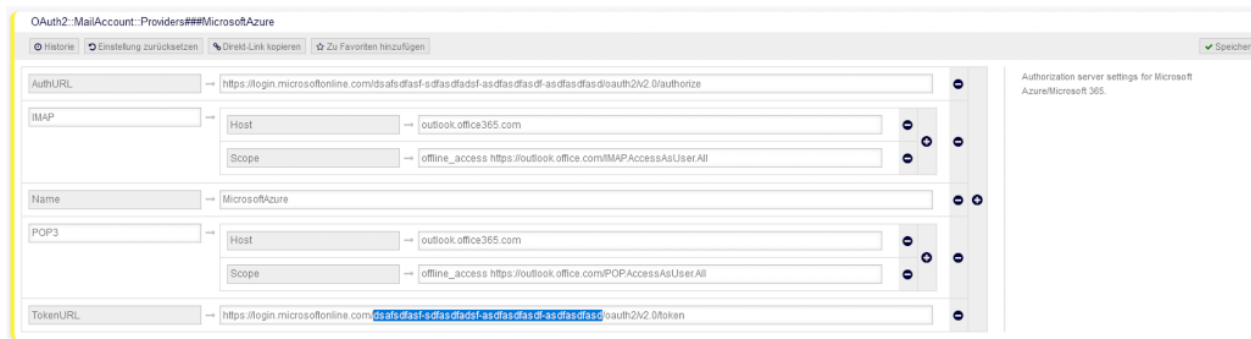 OAuth2::MailAccount::Providers###MicrosoftAzure
Historie Einstellung zurücksetzen Direkt-Link kopieren Zu Favoriten hinzufügen Speicher
AuthURL → https://login.microsoftonline.com/dsafsdfasf-sdfasdfadsf-asdfasdfasdf-asdfasdfasd/oauth2/v2.0/authorize
Authorization server settings for Microsoft
Azure/Microsoft 365.
IMAP →
Host → outlook.office365.com
Scope → offline_access https://outlook.office.com/IMAP.AccessAsUser.All
Name → MicrosoftAzure
POP3 →
Host → outlook.office365.com
Scope → offline_access https://outlook.office.com/POP.AccessAsUser.All
TokenURL → https://login.microsoftonline.com/dsafsdfasf-sdfasdfadsf-asdfasdfasdf-asdfasdfasd/oauth2/v2.0/token